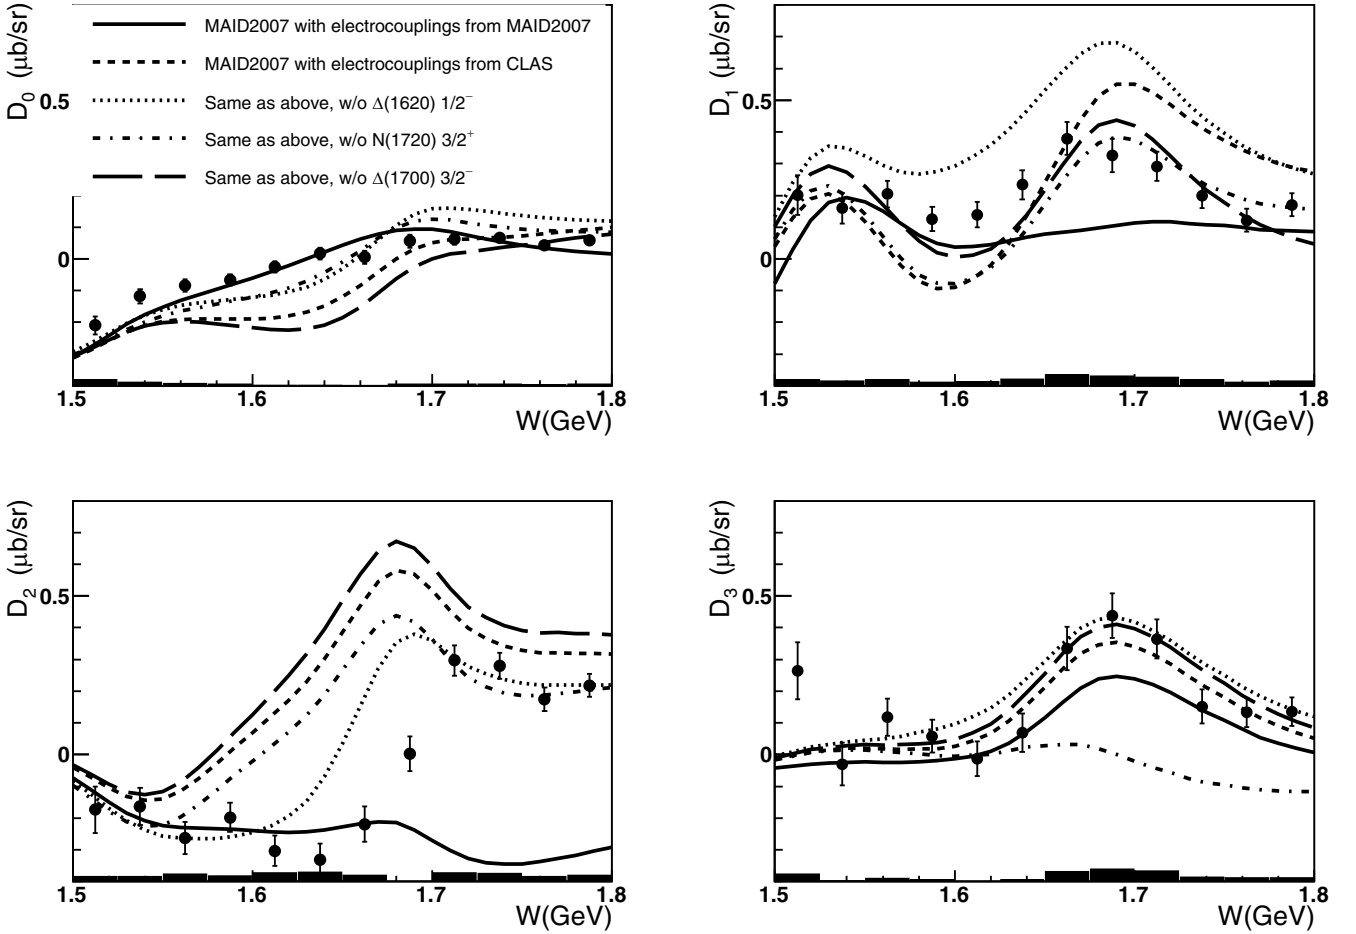 D0 (μb/sr)
0.5
0
MAID2007 with electrocouplings from MAID2007
MAID2007 with electrocouplings from CLAS
Same as above, w/o Δ(1620) 1/2⁻
Same as above, w/o N(1720) 3/2⁺
Same as above, w/o Δ(1700) 3/2⁻
1.5 1.6 1.7 1.8
W(GeV)
D1 (μb/sr)
0.5
0
1.5 1.6 1.7 1.8
W(GeV)
D2 (μb/sr)
0.5
0
1.5 1.6 1.7 1.8
W(GeV)
D3 (μb/sr)
0.5
0
1.5 1.6 1.7 1.8
W(GeV)